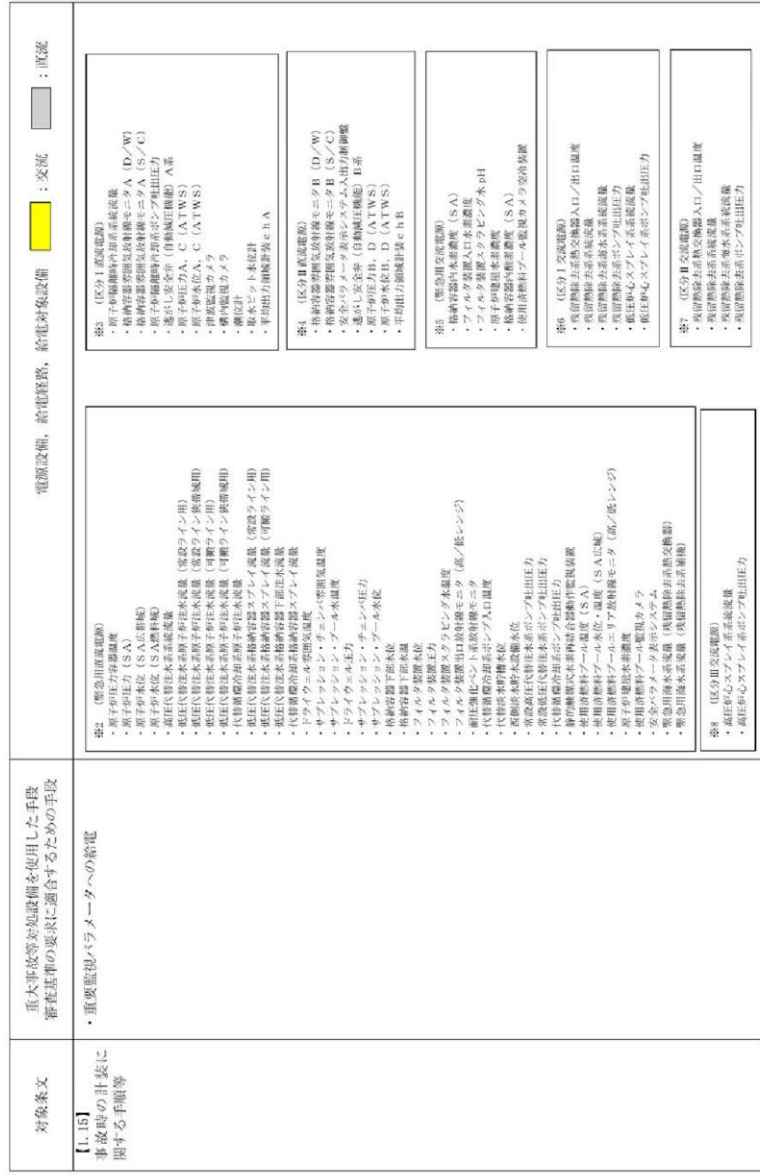 対象条文
重大事故等対処設備を使用した手段
審査基準の要求に適合するための手段
電源設備，給電経路，給電対象設備
：交流
：直流
【1. 15】
事故時の計装に
関する手順等
・重要監視パラメータへの給電
※2　（緊急用直流電源）
・原子炉圧力容器温度
・原子炉圧力（ＳＡ）
・原子炉水位（ＳＡ広帯域）
・原子炉水位（ＳＡ燃料域）
・高圧代替注水系系統流量
・低圧代替注水系原子炉注水流量（常設ライン用）
・低圧代替注水系原子炉注水流量（常設ライン狭帯域用）
・低圧代替注水系原子炉注水流量（可搬ライン用）
・低圧代替注水系原子炉注水流量（可搬ライン狭帯域用）
・代替循環冷却系原子炉注水流量
・低圧代替注水系格納容器スプレイ流量（常設ライン用）
・低圧代替注水系格納容器スプレイ流量（可搬ライン用）
・低圧代替注水系格納容器下部注水流量
・代替循環冷却系格納容器スプレイ流量
・ドライウェル雰囲気温度
・サプレッション・チェンバ雰囲気温度
・サプレッション・プール水温度
・ドライウェル圧力
・サプレッション・チェンバ圧力
・サプレッション・プール水位
・格納容器下部水位
・格納容器下部水温
・フィルタ装置水位
・フィルタ装置圧力
・フィルタ装置スクラビング水温度
・フィルタ装置出口放射線モニタ（高／低レンジ）
・耐圧強化ベント系放射線モニタ
・代替循環冷却系ポンプ入口温度
・代替淡水貯槽水位
・西側淡水貯水設備水位
・常設高圧代替注水系ポンプ吐出圧力
・常設低圧代替注水系ポンプ吐出圧力
・代替循環冷却系ポンプ吐出圧力
・静的触媒式水素再結合器動作監視装置
・使用済燃料プール温度（ＳＡ）
・使用済燃料プール水位・温度（ＳＡ広域）
・使用済燃料プールエリア放射線モニタ（高／低レンジ）
・原子炉建屋水素濃度
・使用済燃料プール監視カメラ
・安全パラメータ表示システム
・緊急用海水系流量（残留熱除去系熱交換器）
・緊急用海水系流量（残留熱除去系補機）
※8　（区分Ⅲ交流電源）
・高圧炉心スプレイ系系統流量
・高圧炉心スプレイ系ポンプ吐出圧力
※3　（区分Ⅰ直流電源）
・原子炉隔離時冷却系系統流量
・格納容器雰囲気放射線モニタＡ（Ｄ／Ｗ）
・格納容器雰囲気放射線モニタＡ（Ｓ／Ｃ）
・原子炉隔離時冷却系ポンプ吐出圧力
・逃がし安全弁（自動減圧機能）Ａ系
・原子炉圧力Ａ，Ｃ（ＡＴＷＳ）
・原子炉水位Ａ，Ｃ（ＡＴＷＳ）
・津波監視カメラ
・構内監視カメラ
・潮位計
・取水ピット水位計
・平均出力領域計装ｃｈＡ
※4　（区分Ⅱ直流電源）
・格納容器雰囲気放射線モニタＢ（Ｄ／Ｗ）
・格納容器雰囲気放射線モニタＢ（Ｓ／Ｃ）
・安全パラメータ表示システム入出力制御盤
・逃がし安全弁（自動減圧機能）Ｂ系
・原子炉圧力Ｂ，Ｄ（ＡＴＷＳ）
・原子炉水位Ｂ，Ｄ（ＡＴＷＳ）
・平均出力領域計装ｃｈＢ
※5　（緊急用交流電源）
・格納容器内水素濃度（ＳＡ）
・フィルタ装置入口水素濃度
・フィルタ装置スクラビング水 pH
・原子炉建屋水素濃度
・格納容器内酸素濃度（ＳＡ）
・使用済燃料プール監視カメラ空冷装置
※6　（区分Ⅰ交流電源）
・残留熱除去系熱交換器入口／出口温度
・残留熱除去系系統流量
・残留熱除去系海水系系統流量
・残留熱除去系ポンプ吐出圧力
・低圧炉心スプレイ系系統流量
・低圧炉心スプレイ系ポンプ吐出圧力
※7　（区分Ⅱ交流電源）
・残留熱除去系熱交換器入口／出口温度
・残留熱除去系系統流量
・残留熱除去系海水系系統流量
・残留熱除去系ポンプ吐出圧力